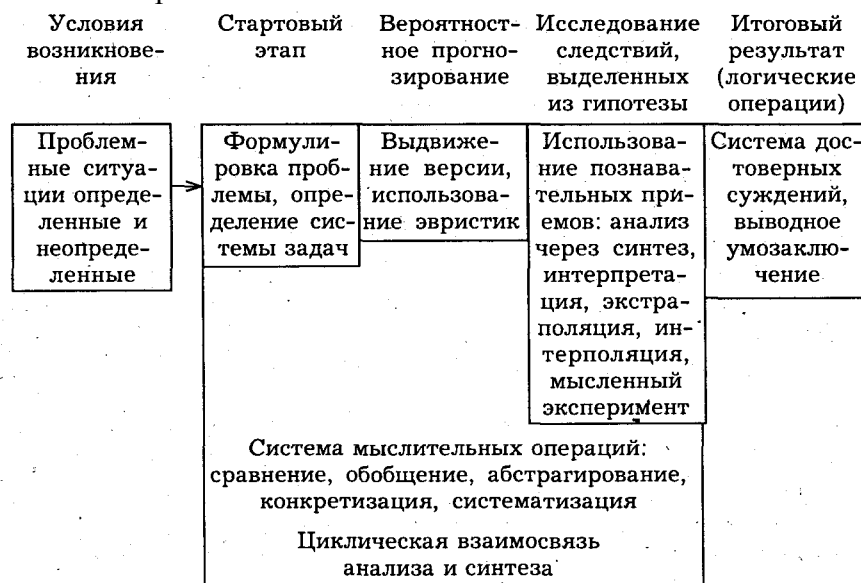 Условия
возникнове-
ния
Стартовый
этап
Вероятност-
ное прогно-
зирование
Исследование
следствий,
выделенных
из гипотезы
Итоговый
результат
(логические
операции)
Проблем-
ные ситуа-
ции опреде-
ленные и
неопреде-
ленные
Формули-
ровка проб-
лемы, опре-
деление сис-
темы задач
Выдвиже-
ние версии,
использова-
ние эвристик
Использова-
ние познава-
тельных при-
емов: анализ
через синтез,
интерпрета-
ция, экстра-
поляция, ин-
терполяция,
мысленный
эксперимент
Система дос-
товерных
суждений,
выводное
умозаклю-
чение
Система мыслительных операций:
сравнение, обобщение, абстрагирование,
конкретизация, систематизация
Циклическая взаимосвязь
анализа и синтеза